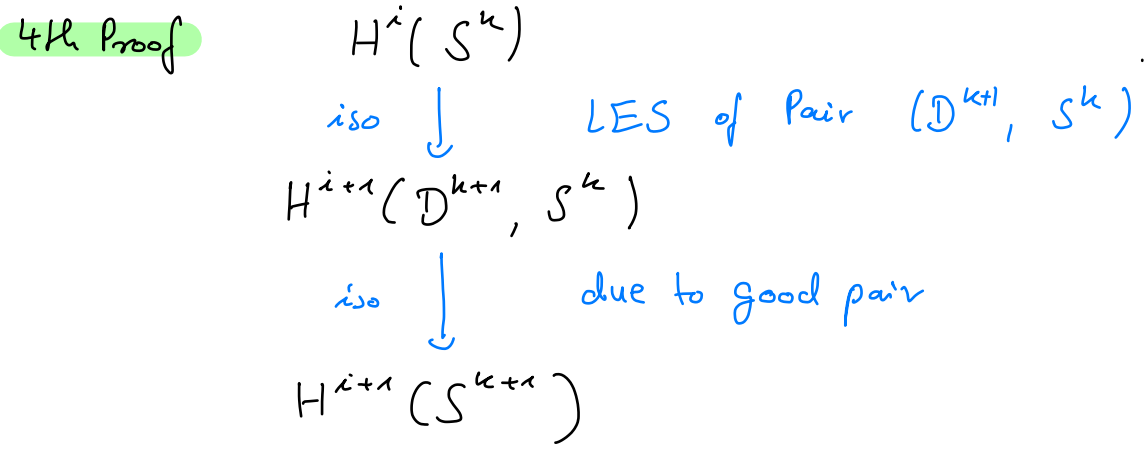 4th Proof H^i(S^k)
iso ↓ LES of Pair (D^{k+1}, S^k)
H^{i+1}(D^{k+1}, S^k)
iso ↓ due to good pair
H^{i+1}(S^{k+1})